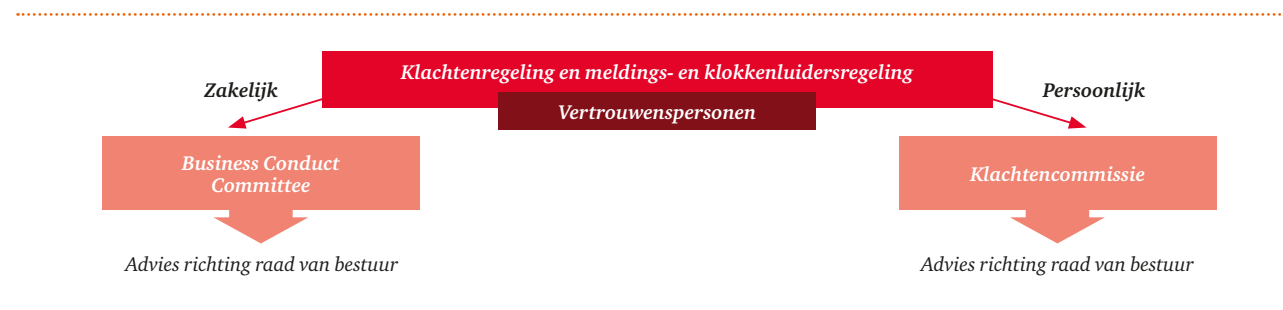 Klachtenregeling en meldings- en klokkenluidersregeling
Zakelijk
Persoonlijk
Vertrouwenspersonen
Business Conduct
Committee
Klachtencommissie
Advies richting raad van bestuur
Advies richting raad van bestuur